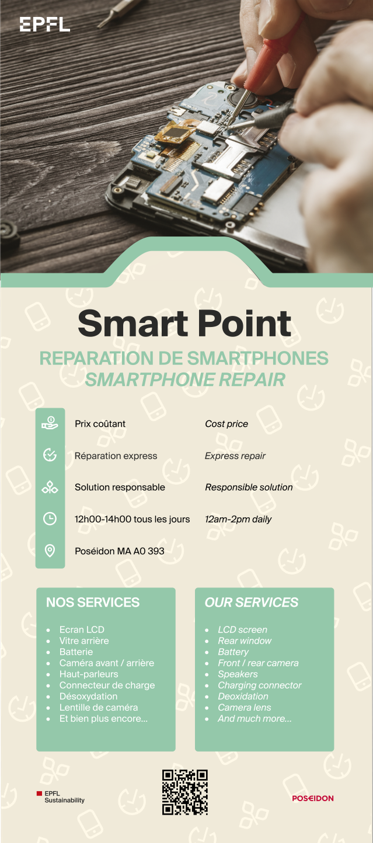 EPFL
Smart Point
REPARATION DE SMARTPHONES
SMARTPHONE REPAIR
Prix coûtant
Cost price
Réparation express
Express repair
Solution responsable
Responsible solution
12h00-14h00 tous les jours
12am-2pm daily
Poséidon MA A0 393
NOS SERVICES
Ecran LCD
Vitre arrière
Batterie
Caméra avant / arrière
Haut-parleurs
Connecteur de charge
Désoxydation
Lentille de caméra
Et bien plus encore...
OUR SERVICES
LCD screen
Rear window
Battery
Front / rear camera
Speakers
Charging connector
Deoxidation
Camera lens
And much more...
EPFL
Sustainability
POSEIDON